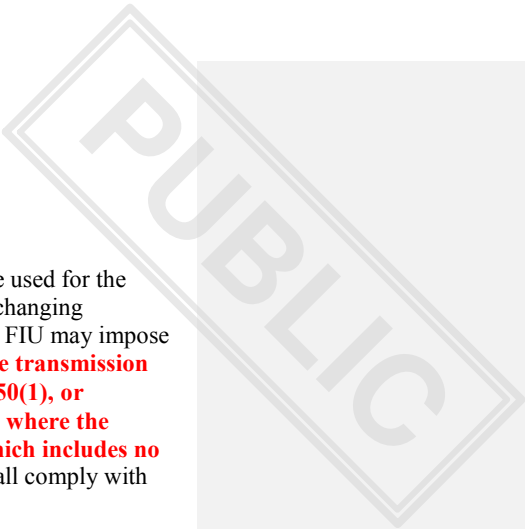 PUBLIC
e used for the
changing
FIU may impose
e transmission
50(1), or
where the
hich includes no
all comply with